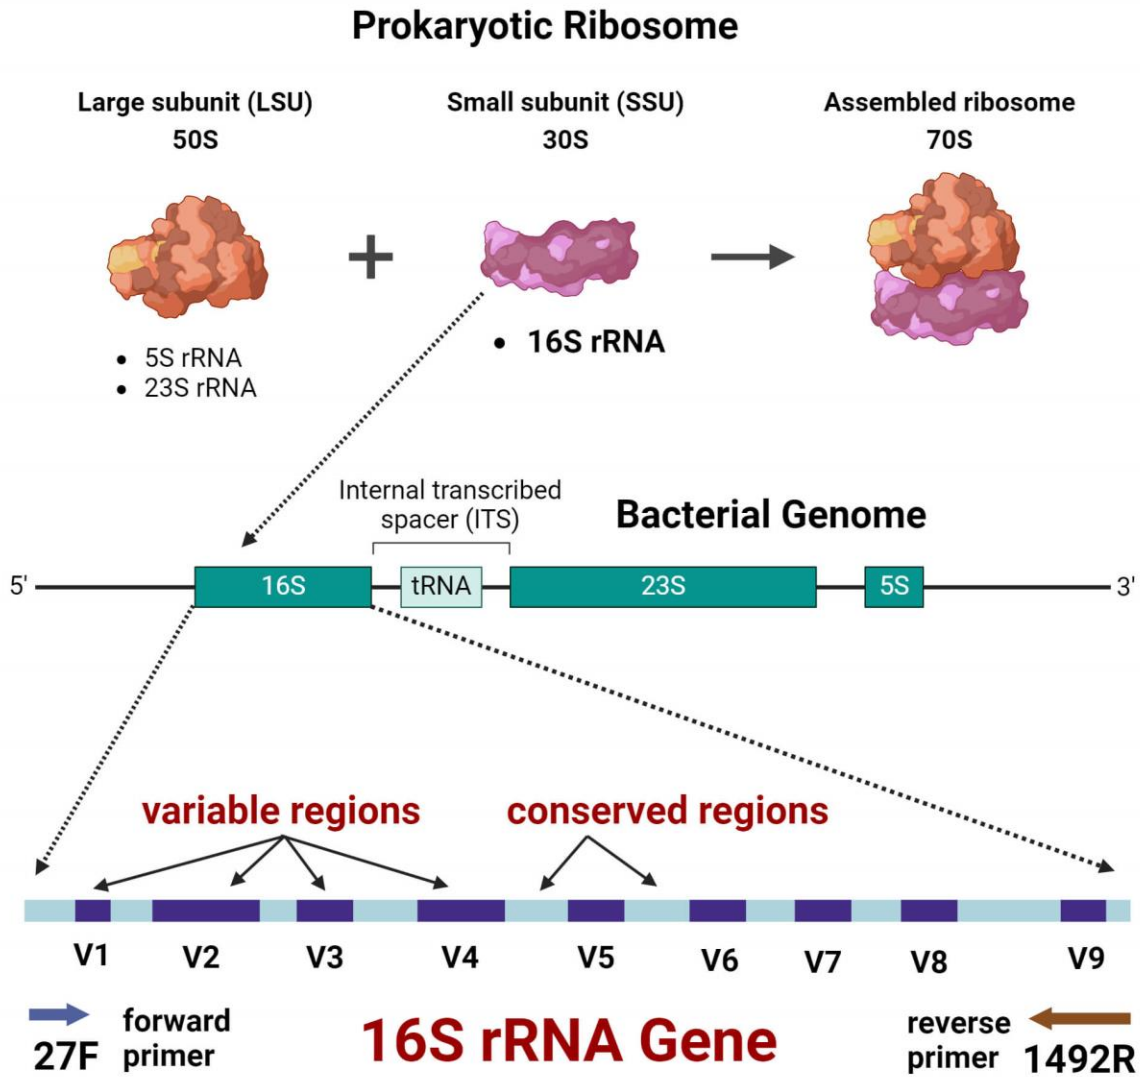 Prokaryotic Ribosome
Large subunit (LSU)
50S
Small subunit (SSU)
30S
Assembled ribosome
70S
• 5S rRNA
• 23S rRNA
• 16S rRNA
Internal transcribed
spacer (ITS)
Bacterial Genome
5'
16S
tRNA
23S
5S
3'
variable regions
conserved regions
V1
V2
V3
V4
V5
V6
V7
V8
V9
27F
forward
primer
16S rRNA Gene
reverse
primer
1492R